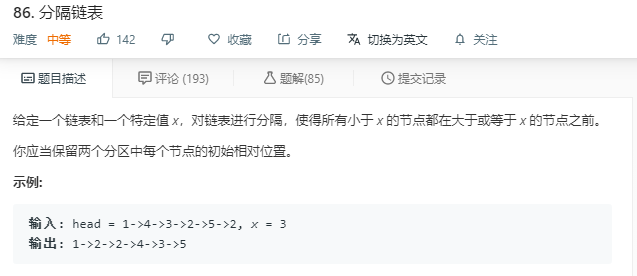 86. 分隔链表
难度 中等 142 收藏 分享 切换为英文 关注
题目描述 评论 (193) 题解(85) 提交记录
给定一个链表和一个特定值 x，对链表进行分隔，使得所有小于 x 的节点都在大于或等于 x 的节点之前。
你应当保留两个分区中每个节点的初始相对位置。
示例:
输入: head = 1->4->3->2->5->2, x = 3
输出: 1->2->2->4->3->5